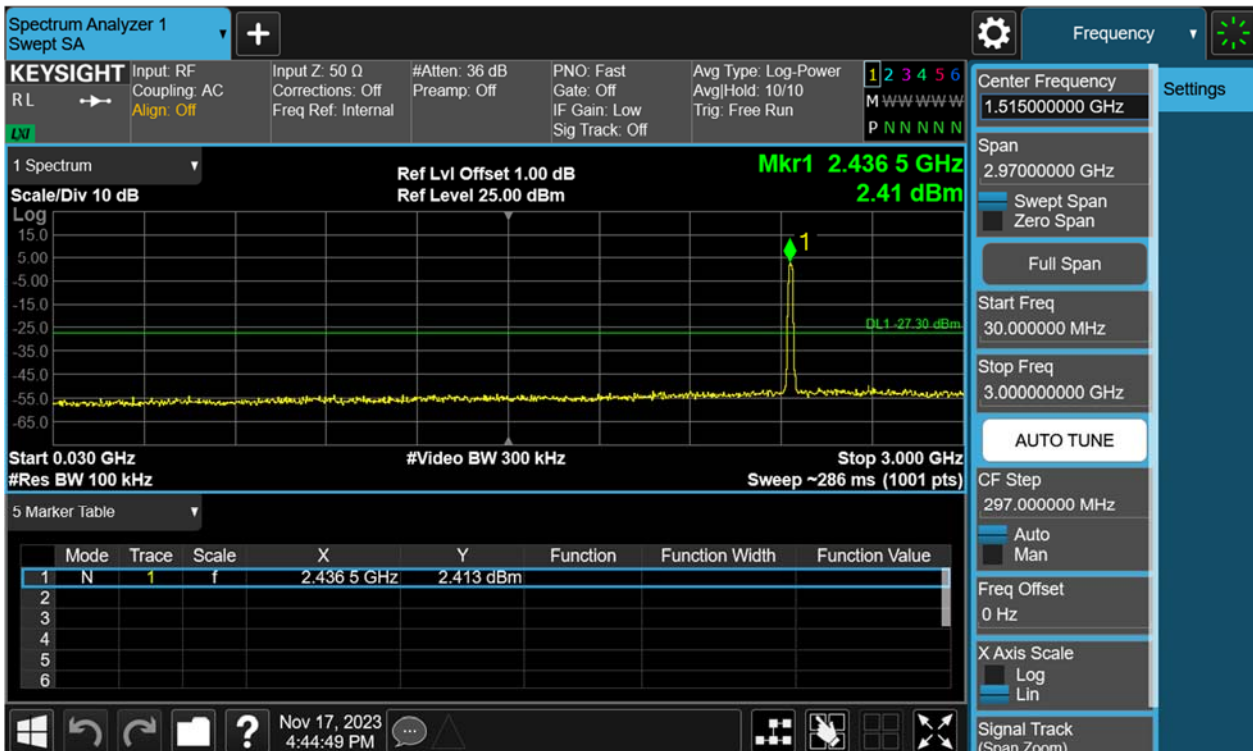 Spectrum Analyzer 1
Swept SA
Frequency
KEYSIGHT
R L
LXI
Input: RF
Coupling: AC
Align: Off
Input Z: 50 Ω
Corrections: Off
Freq Ref: Internal
#Atten: 36 dB
Preamp: Off
PNO: Fast
Gate: Off
IF Gain: Low
Sig Track: Off
Avg Type: Log-Power
Avg|Hold: 10/10
Trig: Free Run
1 2 3 4 5 6
M W W W W W
P N N N N N
1 Spectrum
Scale/Div 10 dB
Ref Lvl Offset 1.00 dB
Ref Level 25.00 dBm
Mkr1 2.436 5 GHz
2.41 dBm
Log
15.0
5.00
-5.00
-15.0
-25.0
-35.0
-45.0
-55.0
-65.0
1
DL1 -27.30 dBm
Start 0.030 GHz
#Video BW 300 kHz
Stop 3.000 GHz
#Res BW 100 kHz
Sweep ~286 ms (1001 pts)
5 Marker Table
Mode Trace Scale X Y Function Function Width Function Value
1 N 1 f 2.436 5 GHz 2.413 dBm
2
3
4
5
6
Nov 17, 2023
4:44:49 PM
?
Center Frequency
1.515000000 GHz
Settings
Span
2.97000000 GHz
Swept Span
Zero Span
Full Span
Start Freq
30.000000 MHz
Stop Freq
3.000000000 GHz
AUTO TUNE
CF Step
297.000000 MHz
Auto
Man
Freq Offset
0 Hz
X Axis Scale
Log
Lin
Signal Track
(Span Zoom)